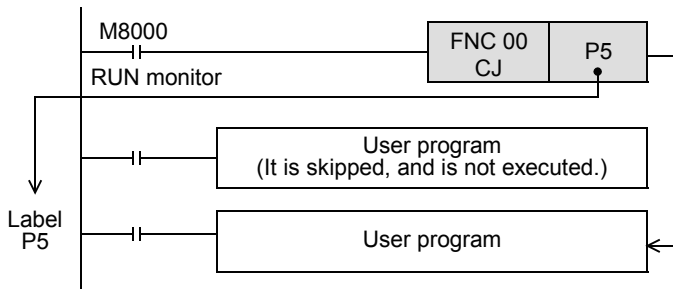 M8000
FNC 00
CJ
P5
RUN monitor
User program
(It is skipped, and is not executed.)
Label
P5
User program